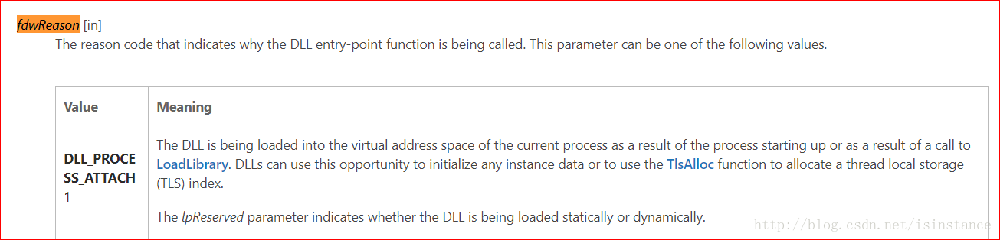 fdwReason [in]
The reason code that indicates why the DLL entry-point function is being called. This parameter can be one of the following values.
Value Meaning
DLL_PROCE
SS_ATTACH
1
The DLL is being loaded into the virtual address space of the current process as a result of the process starting up or as a result of a call to
LoadLibrary. DLLs can use this opportunity to initialize any instance data or to use the TlsAlloc function to allocate a thread local storage
(TLS) index.
The lpReserved parameter indicates whether the DLL is being loaded statically or dynamically.
http://blog.csdn.net/isinstance